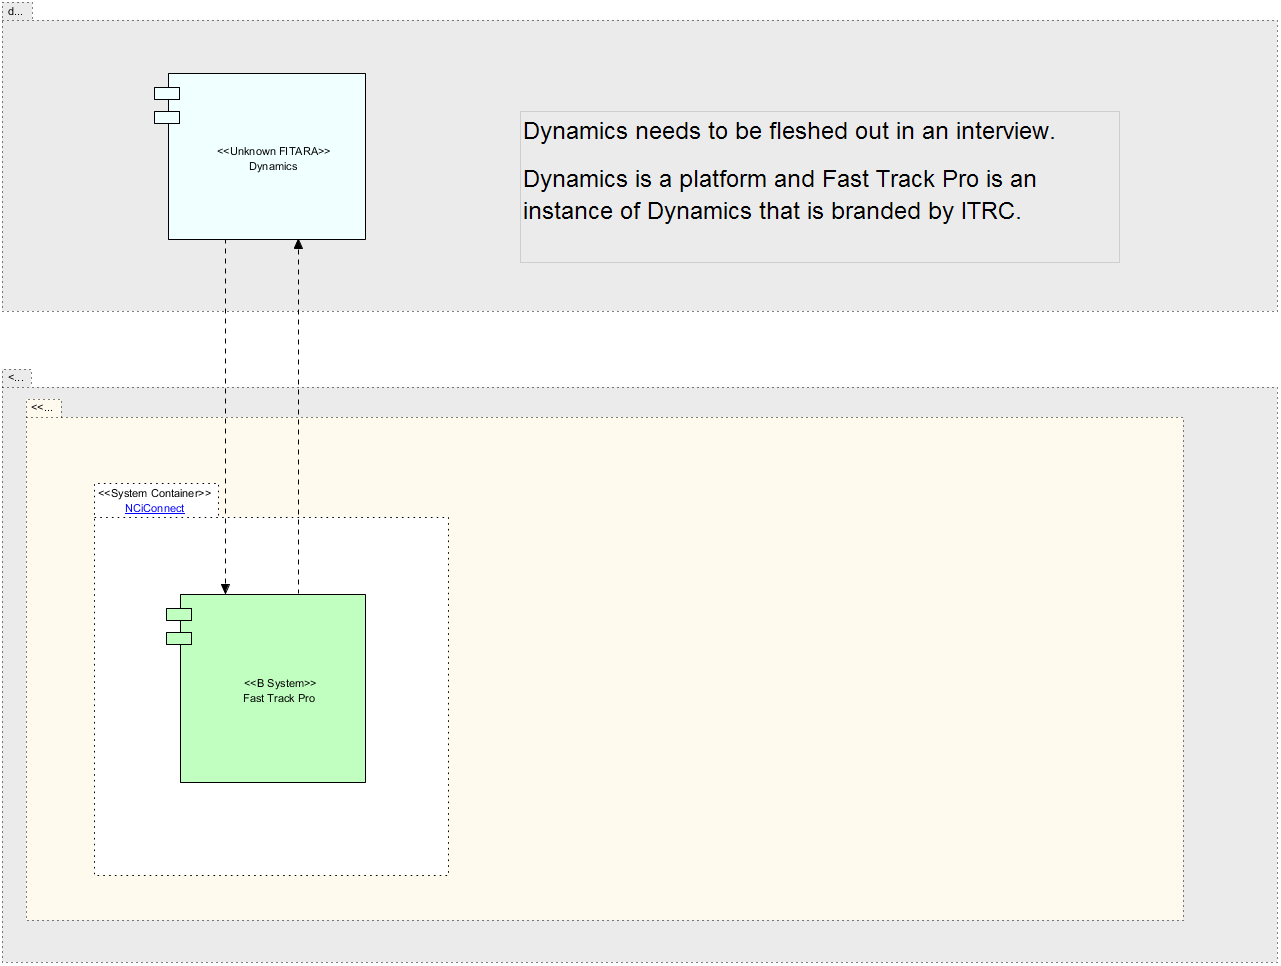 d...
<<Unknown FITARA>>
Dynamics
Dynamics needs to be fleshed out in an interview.
Dynamics is a platform and Fast Track Pro is an
instance of Dynamics that is branded by ITRC.
<...
<<...
<<System Container>>
NCiConnect
<<B System>>
Fast Track Pro